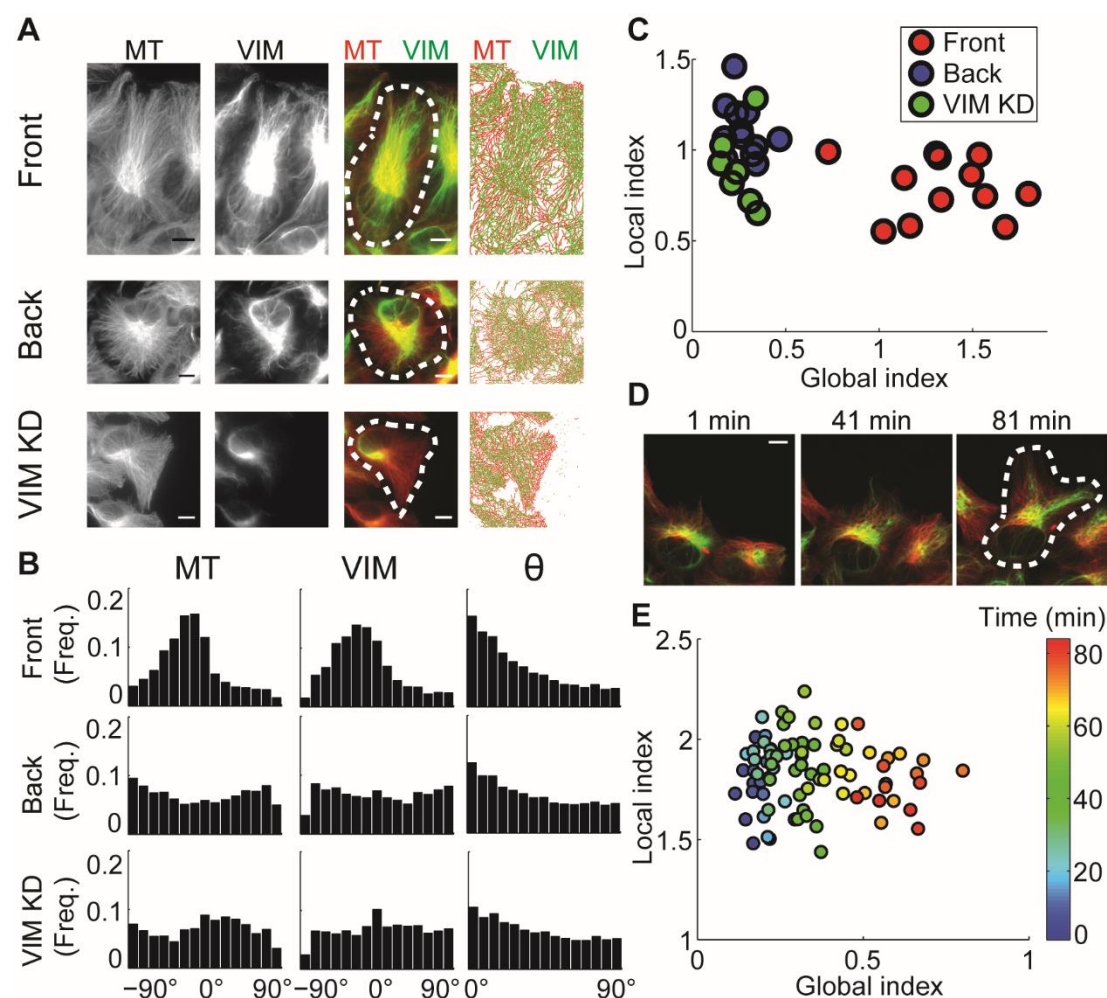 A
MT VIM MT VIM MT VIM
Front
Back
VIM KD
B
MT VIM θ
Front
(Freq.)
0.2
0.1
0
Back
(Freq.)
0.2
0.1
0
VIM KD
(Freq.)
0.2
0.1
0
−90° 0° 90° −90° 0° 90° 0° 90°
C
Front
Back
VIM KD
Local index
1.5
1
0.5
0
0 0.5 1 1.5
Global index
D
1 min 41 min 81 min
E
Time (min)
Local index
2.5
2
1.5
1
0 0.5 1
Global index
80
60
40
20
0